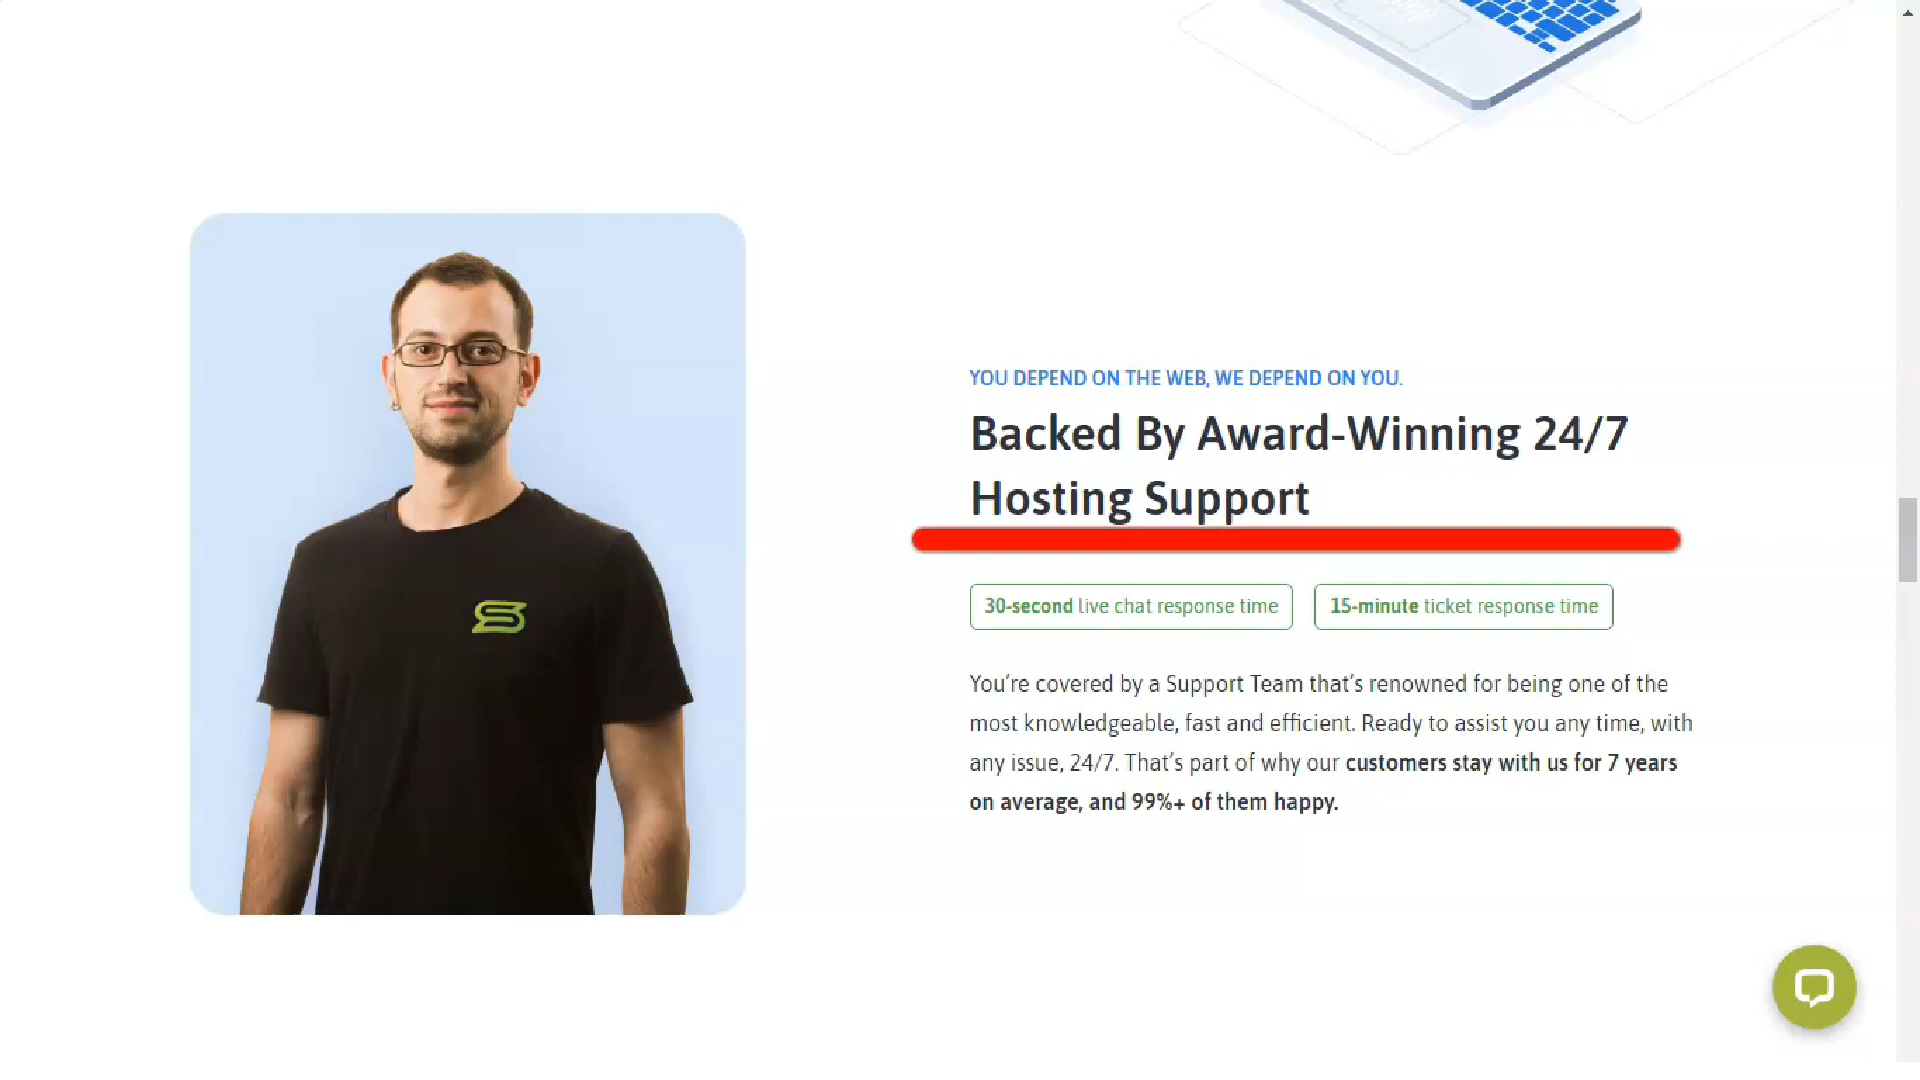 YOU DEPEND ON THE WEB, WE DEPEND ON YOU.
Backed By Award-Winning 24/7
Hosting Support
30-second live chat response time
15-minute ticket response time
You’re covered by a Support Team that’s renowned for being one of the
most knowledgeable, fast and efficient. Ready to assist you any time, with
any issue, 24/7. That’s part of why our customers stay with us for 7 years
on average, and 99%+ of them happy.